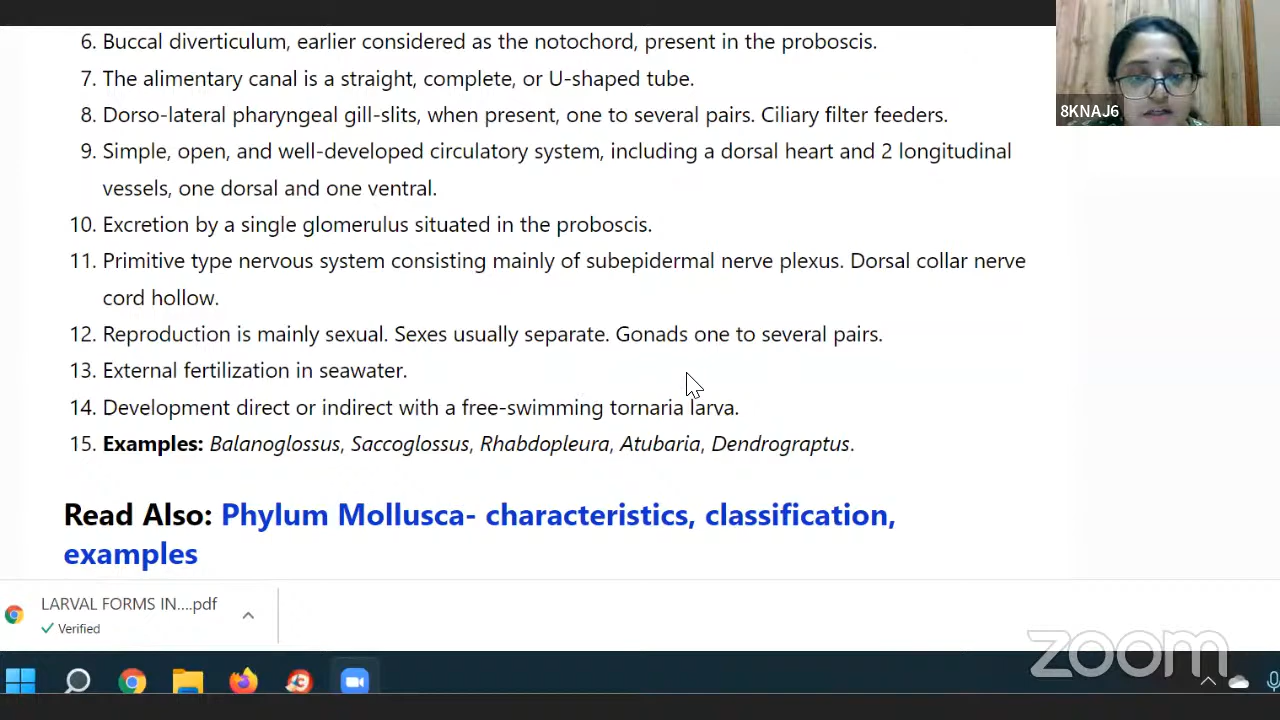 6. Buccal diverticulum, earlier considered as the notochord, present in the proboscis.
8KNAJ6
7. The alimentary canal is a straight, complete, or U-shaped tube.
8. Dorso-lateral pharyngeal gill-slits, when present, one to several pairs. Ciliary filter feeders.
9. Simple, open, and well-developed circulatory system, including a dorsal heart and 2 longitudinal
vessels, one dorsal and one ventral.
10. Excretion by a single glomerulus situated in the proboscis.
11. Primitive type nervous system consisting mainly of subepidermal nerve plexus. Dorsal collar nerve
cord hollow.
12. Reproduction is mainly sexual. Sexes usually separate. Gonads one to several pairs.
13. External fertilization in seawater.
14. Development direct or indirect with a free-swimming tornaria larva.
15. Examples: Balanoglossus, Saccoglossus, Rhabdopleura, Atubaria, Dendrograptus.
Read Also: Phylum Mollusca- characteristics, classification,
examples
LARVAL FORMS IN....pdf
Verified
zoom